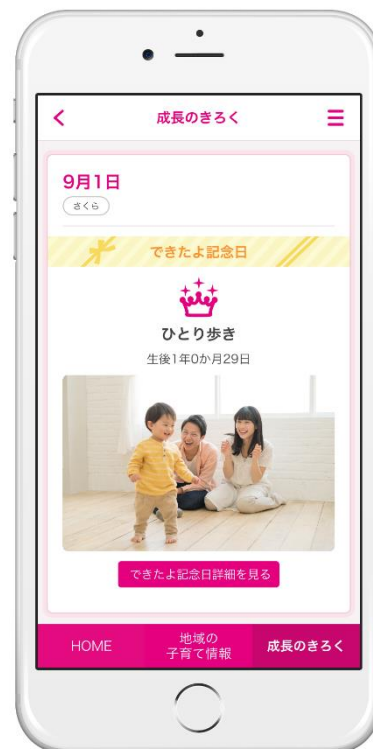 成長のきろく
9月1日
さくら
できたよ記念日
ひとり歩き
生後1年0か月29日
できたよ記念日詳細を見る
HOME
地域の
子育て情報
成長のきろく